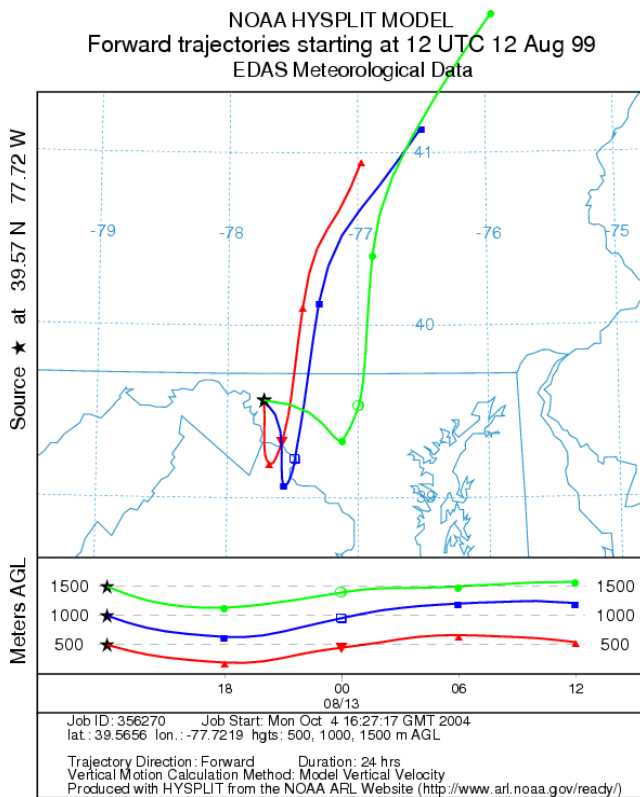 NOAA HYSPLIT MODEL
Forward trajectories starting at 12 UTC 12 Aug 99
EDAS Meteorological Data
Source ★ at 39.57 N 77.72 W
41
-79 -78 -77 -76 -75
40
39
Meters AGL
1500 1500
1000 1000
500 500
18 00 06 12
08/13
Job ID: 356270 Job Start: Mon Oct 4 16:27:17 GMT 2004
lat.: 39.5656 lon.: -77.7219 hgts: 500, 1000, 1500 m AGL
Trajectory Direction: Forward Duration: 24 hrs
Vertical Motion Calculation Method: Model Vertical Velocity
Produced with HYSPLIT from the NOAA ARL Website (http://www.arl.noaa.gov/ready/)